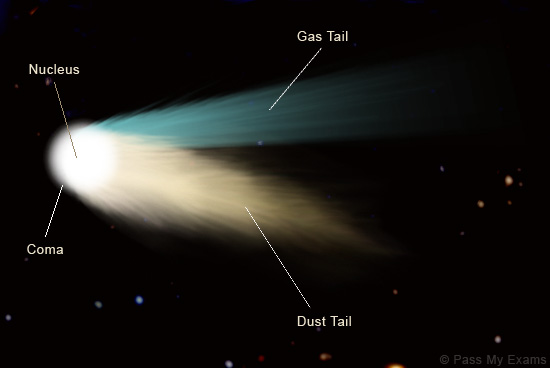 Gas Tail
Nucleus
Coma
Dust Tail
© Pass My Exams